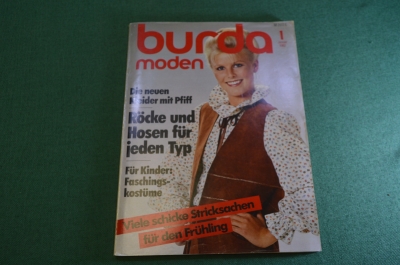 burda
moden
Die neuen
Kleider mit Pfiff
Röcke und
Hosen für
jeden Typ
Für Kinder:
Faschings-
kostüme
Viele schicke Stricksachen
für den Frühling